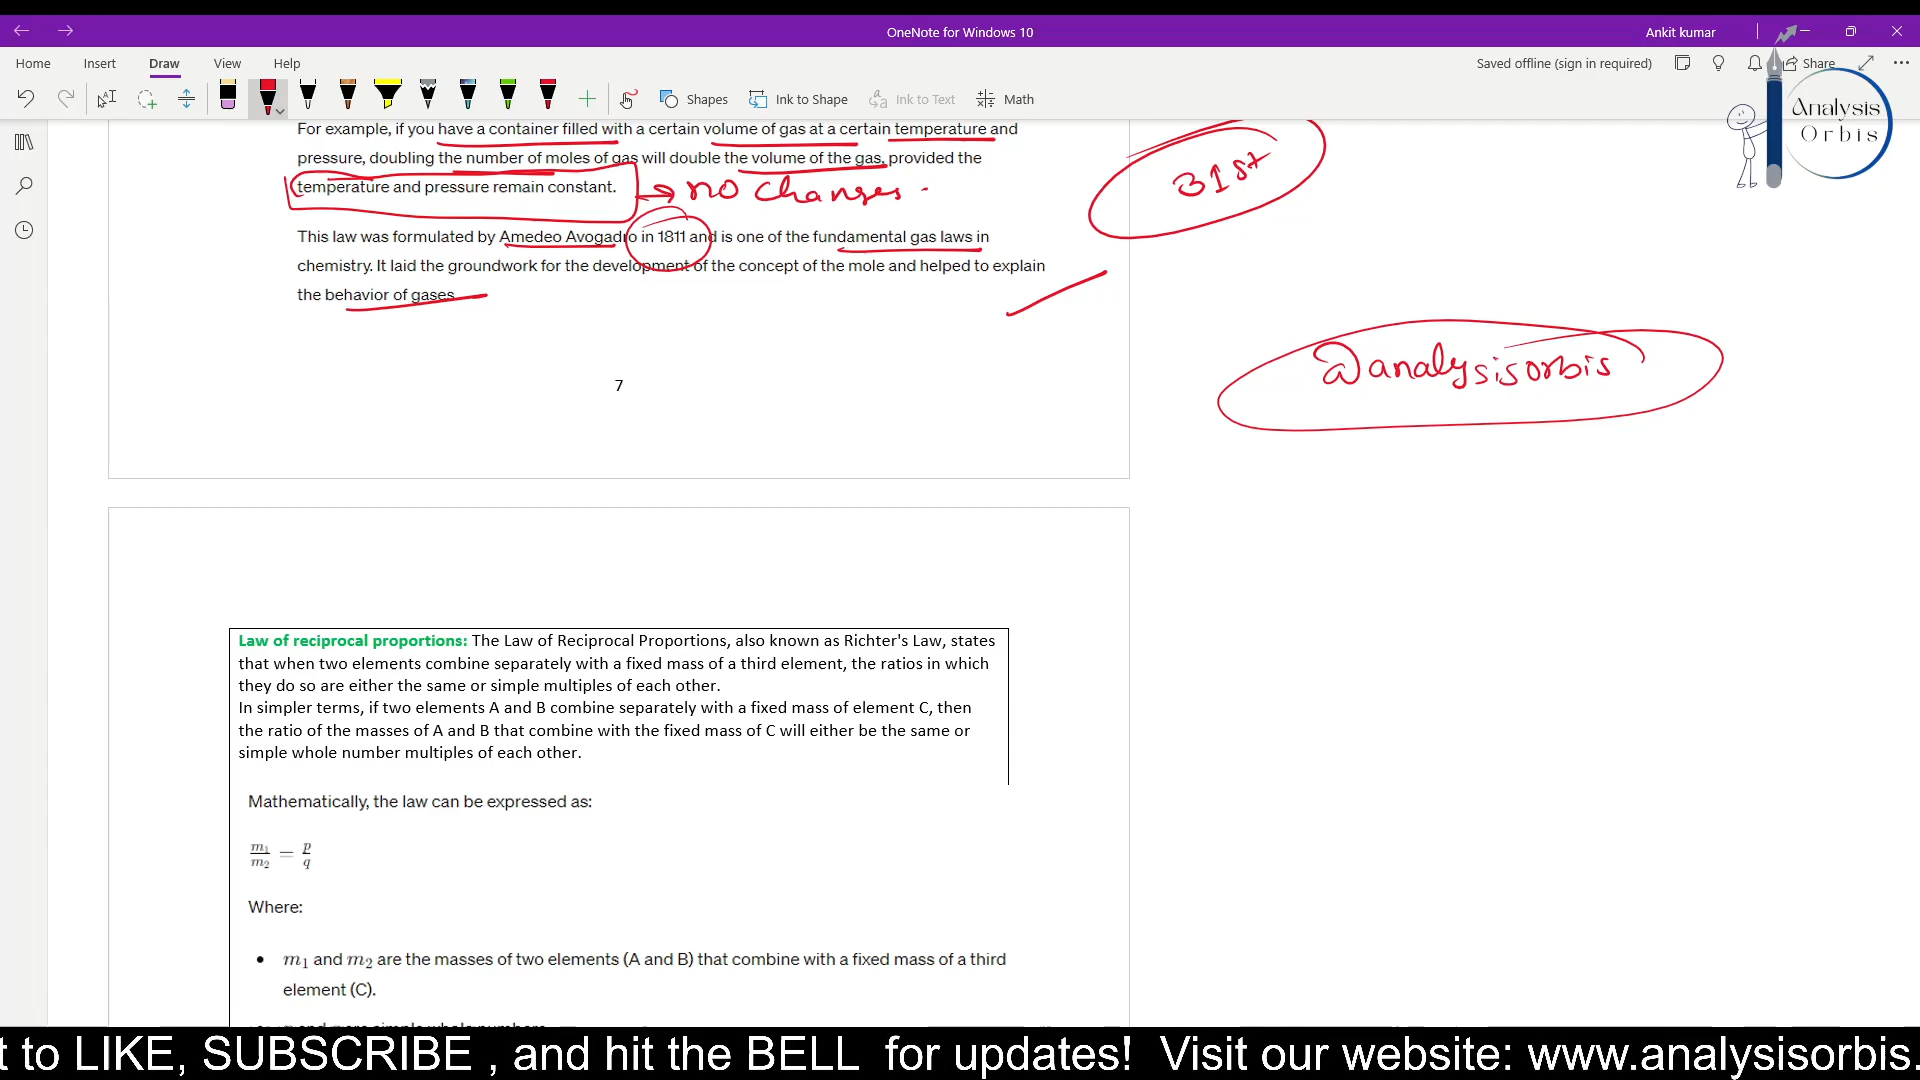 OneNote for Windows 10
Ankit kumar
Home Insert Draw View Help
Saved offline (sign in required)
Share
Shapes
Ink to Shape
Ink to Text
Math
Analysis
Orbis
For example, if you have a container filled with a certain volume of gas at a certain temperature and
pressure, doubling the number of moles of gas will double the volume of the gas, provided the
temperature and pressure remain constant.
→ no changes.
31st
This law was formulated by Amedeo Avogadro in 1811 and is one of the fundamental gas laws in
chemistry. It laid the groundwork for the development of the concept of the mole and helped to explain
the behavior of gases
@analysisorbis
7
Law of reciprocal proportions: The Law of Reciprocal Proportions, also known as Richter's Law, states
that when two elements combine separately with a fixed mass of a third element, the ratios in which
they do so are either the same or simple multiples of each other.
In simpler terms, if two elements A and B combine separately with a fixed mass of element C, then
the ratio of the masses of A and B that combine with the fixed mass of C will either be the same or
simple whole number multiples of each other.
Mathematically, the law can be expressed as:
m₁/m₂ = p/q
Where:
• m₁ and m₂ are the masses of two elements (A and B) that combine with a fixed mass of a third
element (C).
t to LIKE, SUBSCRIBE , and hit the BELL for updates! Visit our website: www.analysisorbis.